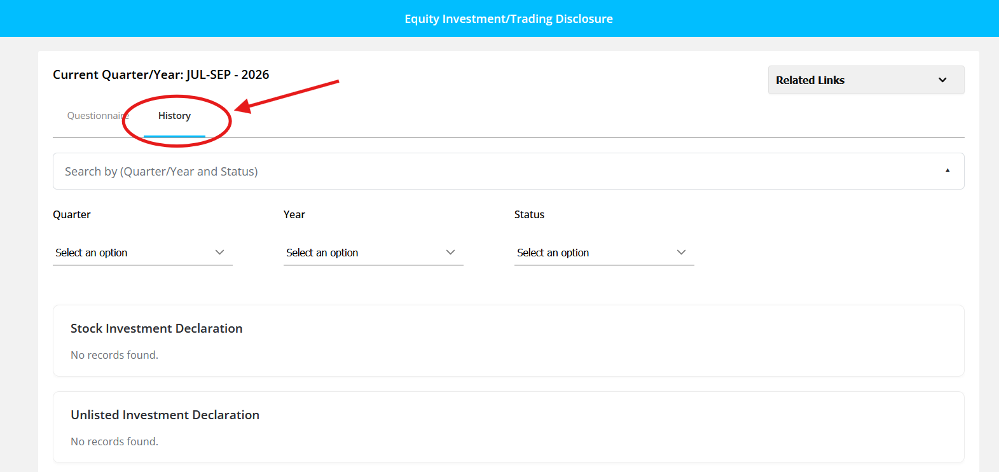 Equity Investment/Trading Disclosure
Current Quarter/Year: JUL-SEP - 2026
Related Links
Questionnaire
History
Search by (Quarter/Year and Status)
Quarter
Year
Status
Select an option
Select an option
Select an option
Stock Investment Declaration
No records found.
Unlisted Investment Declaration
No records found.